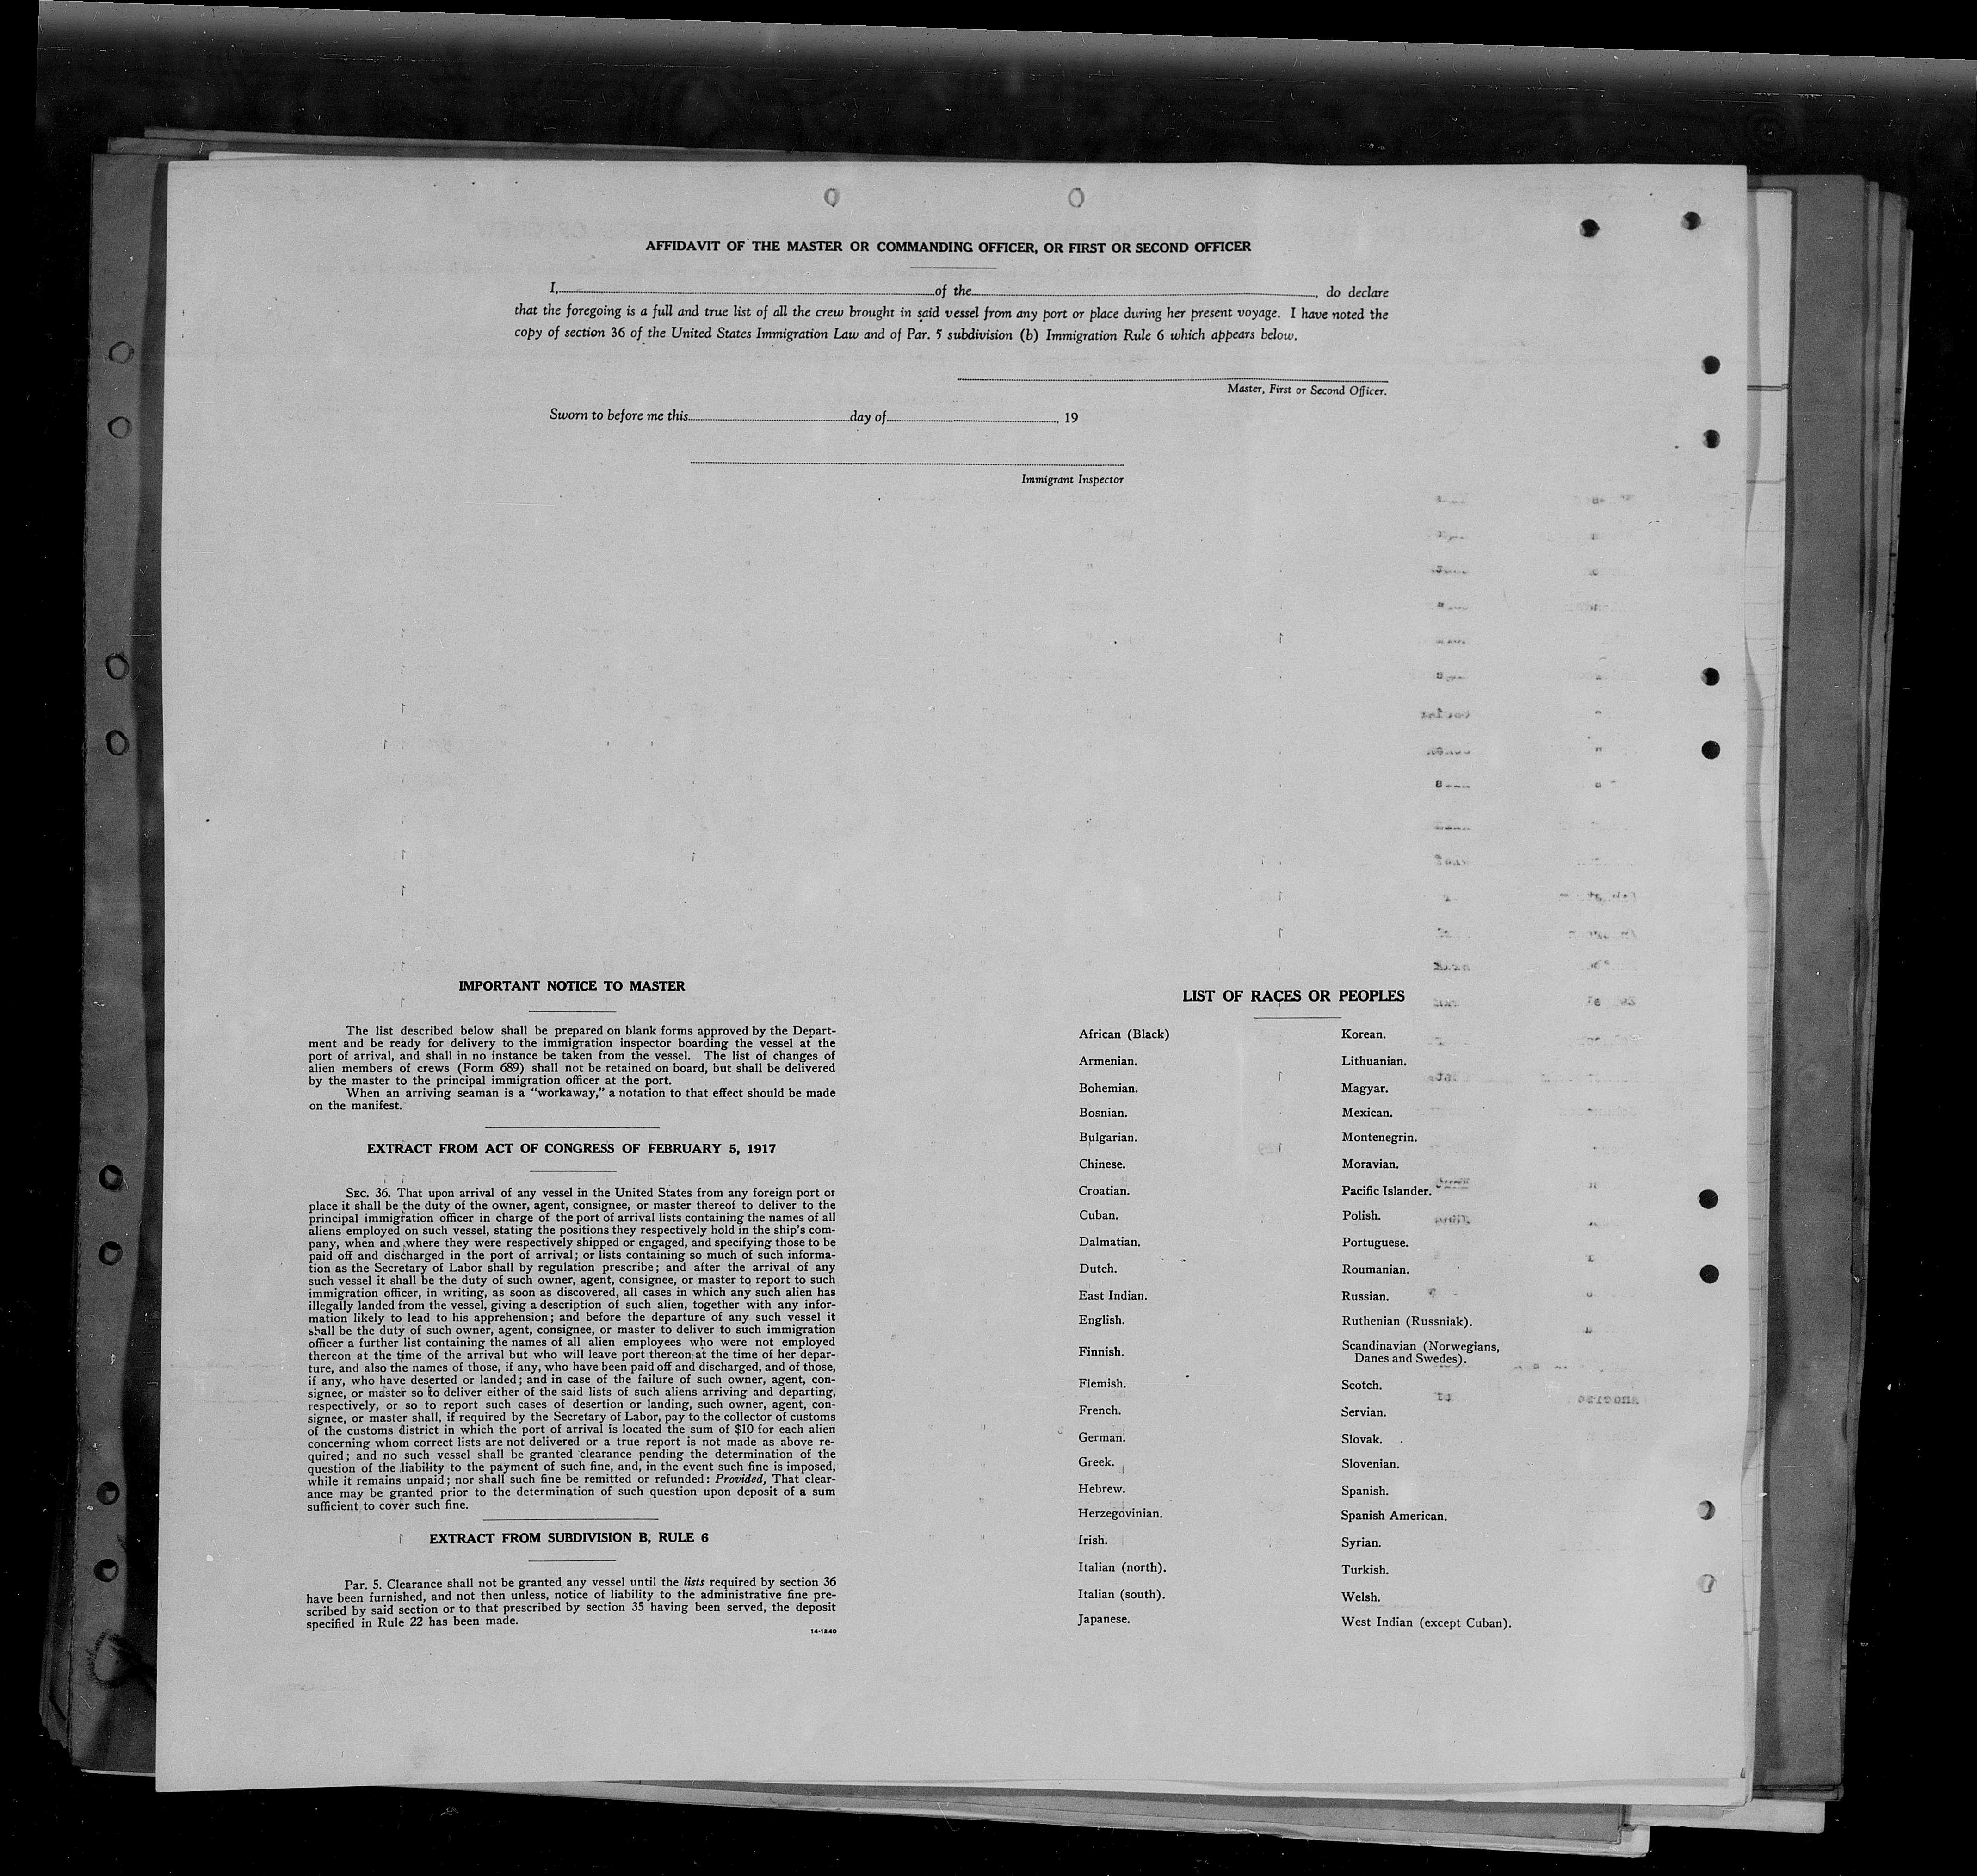 AFFIDAVIT OF THE MASTER OR COMMANDING OFFICER, OR FIRST OR SECOND OFFICER
I, of the , do declare
that the foregoing is a full and true list of all the crew brought in said vessel from any port or place during her present voyage. I have noted the
copy of section 36 of the United States Immigration Law and of Par. 5 subdivision (b) Immigration Rule 6 which appears below.
Master, First or Second Officer.
Sworn to before me this day of , 19
Immigrant Inspector
IMPORTANT NOTICE TO MASTER
The list described below shall be prepared on blank forms approved by the Depart-
ment and be ready for delivery to the immigration inspector boarding the vessel at the
port of arrival, and shall in no instance be taken from the vessel. The list of changes of
alien members of crews (Form 689) shall not be retained on board, but shall be delivered
by the master to the principal immigration officer at the port.
When an arriving seaman is a “workaway,” a notation to that effect should be made
on the manifest.
EXTRACT FROM ACT OF CONGRESS OF FEBRUARY 5, 1917
SEC. 36. That upon arrival of any vessel in the United States from any foreign port or
place it shall be the duty of the owner, agent, consignee, or master thereof to deliver to the
principal immigration officer in charge of the port of arrival lists containing the names of all
aliens employed on such vessel, stating the positions they respectively hold in the ship's com-
pany, when and where they were respectively shipped or engaged, and specifying those to be
paid off and discharged in the port of arrival; or lists containing so much of such informa-
tion as the Secretary of Labor shall by regulation prescribe; and after the arrival of any
such vessel it shall be the duty of such owner, agent, consignee, or master to report to such
immigration officer, in writing, as soon as discovered, all cases in which any such alien has
illegally landed from the vessel, giving a description of such alien, together with any infor-
mation likely to lead to his apprehension; and before the departure of any such vessel it
shall be the duty of such owner, agent, consignee, or master to deliver to such immigration
officer a further list containing the names of all alien employees who were not employed
thereon at the time of the arrival but who will leave port thereon at the time of her depar-
ture, and also the names of those, if any, who have been paid off and discharged, and of those,
if any, who have deserted or landed; and in case of the failure of such owner, agent, con-
signee, or master so to deliver either of the said lists of such aliens arriving and departing,
respectively, or so to report such cases of desertion or landing, such owner, agent, con-
signee, or master shall, if required by the Secretary of Labor, pay to the collector of customs
of the customs district in which the port of arrival is located the sum of $10 for each alien
concerning whom correct lists are not delivered or a true report is not made as above re-
quired; and no such vessel shall be granted clearance pending the determination of the
question of the liability to the payment of such fine, and, in the event such fine is imposed,
while it remains unpaid; nor shall such fine be remitted or refunded: Provided, That clear-
ance may be granted prior to the determination of such question upon deposit of a sum
sufficient to cover such fine.
EXTRACT FROM SUBDIVISION B, RULE 6
Par. 5. Clearance shall not be granted any vessel until the lists required by section 36
have been furnished, and not then unless, notice of liability to the administrative fine pre-
scribed by said section or to that prescribed by section 35 having been served, the deposit
specified in Rule 22 has been made.
14-1240
LIST OF RACES OR PEOPLES
African (Black)
Armenian.
Bohemian.
Bosnian.
Bulgarian.
Chinese.
Croatian.
Cuban.
Dalmatian.
Dutch.
East Indian.
English.
Finnish.
Flemish.
French.
German.
Greek.
Hebrew.
Herzegovinian.
Irish.
Italian (north).
Italian (south).
Japanese.
Korean.
Lithuanian.
Magyar.
Mexican.
Montenegrin.
Moravian.
Pacific Islander.
Polish.
Portuguese.
Roumanian.
Russian.
Ruthenian (Russniak).
Scandinavian (Norwegians,
Danes and Swedes).
Scotch.
Servian.
Slovak.
Slovenian.
Spanish.
Spanish American.
Syrian.
Turkish.
Welsh.
West Indian (except Cuban).